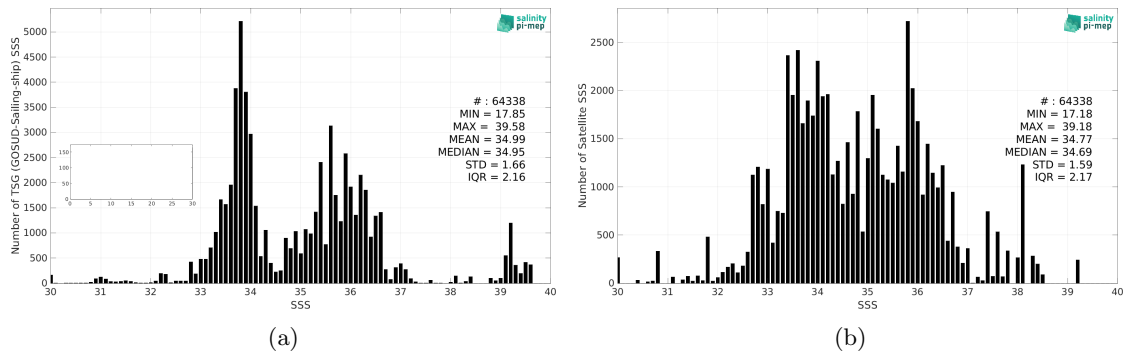 salinity
pi-mep
Number of TSG (GOSUD-Sailing-ship) SSS
5000
4500
4000
3500
3000
2500
2000
1500
1000
500
0
# : 64338
MIN = 17.85
MAX = 39.58
MEAN = 34.99
MEDIAN = 34.95
STD = 1.66
IQR = 2.16
150
100
50
0
0 5 10 15 20 25 30
30 31 32 33 34 35 36 37 38 39 40
SSS
(a)
salinity
pi-mep
Number of Satellite SSS
2500
2000
1500
1000
500
0
# : 64338
MIN = 17.18
MAX = 39.18
MEAN = 34.77
MEDIAN = 34.69
STD = 1.59
IQR = 2.17
30 31 32 33 34 35 36 37 38 39 40
SSS
(b)